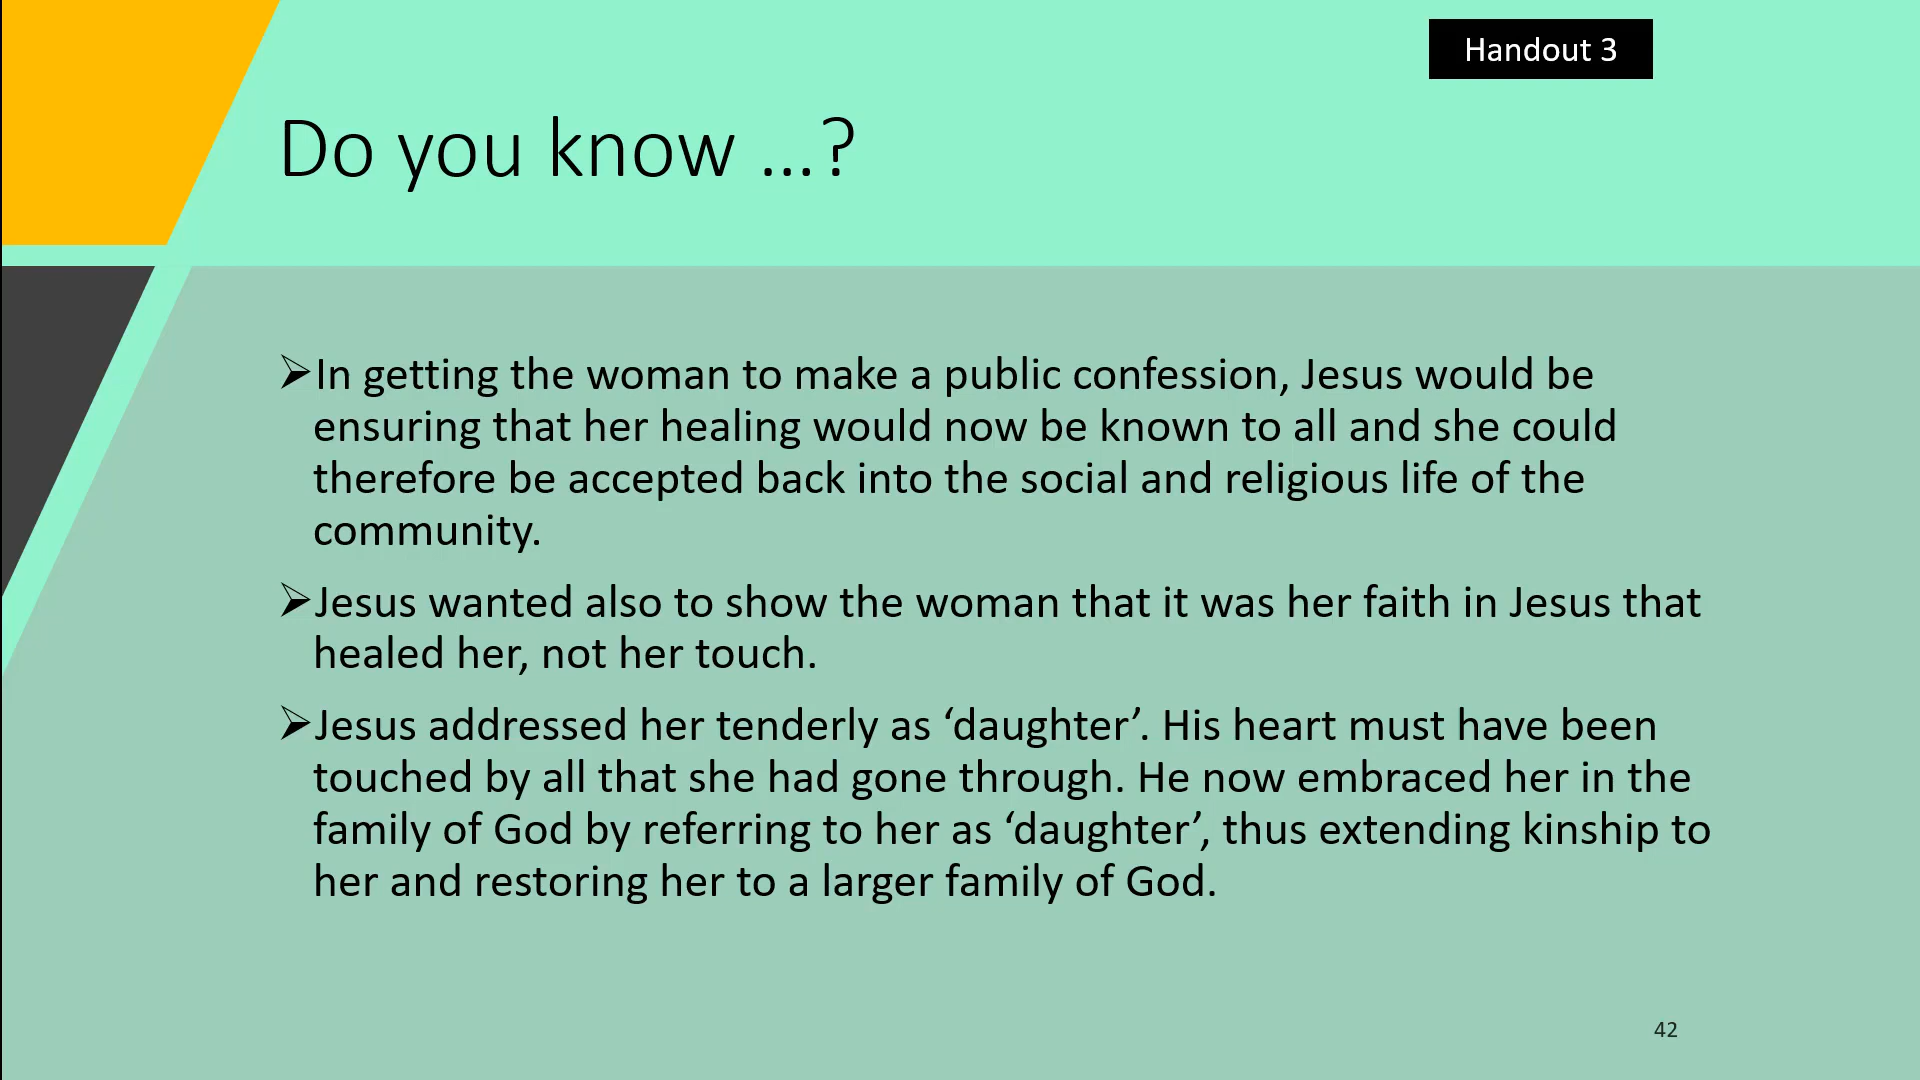 Handout 3
Do you know ...?
➢In getting the woman to make a public confession, Jesus would be
ensuring that her healing would now be known to all and she could
therefore be accepted back into the social and religious life of the
community.
➢Jesus wanted also to show the woman that it was her faith in Jesus that
healed her, not her touch.
➢Jesus addressed her tenderly as ‘daughter’. His heart must have been
touched by all that she had gone through. He now embraced her in the
family of God by referring to her as ‘daughter’, thus extending kinship to
her and restoring her to a larger family of God.
42